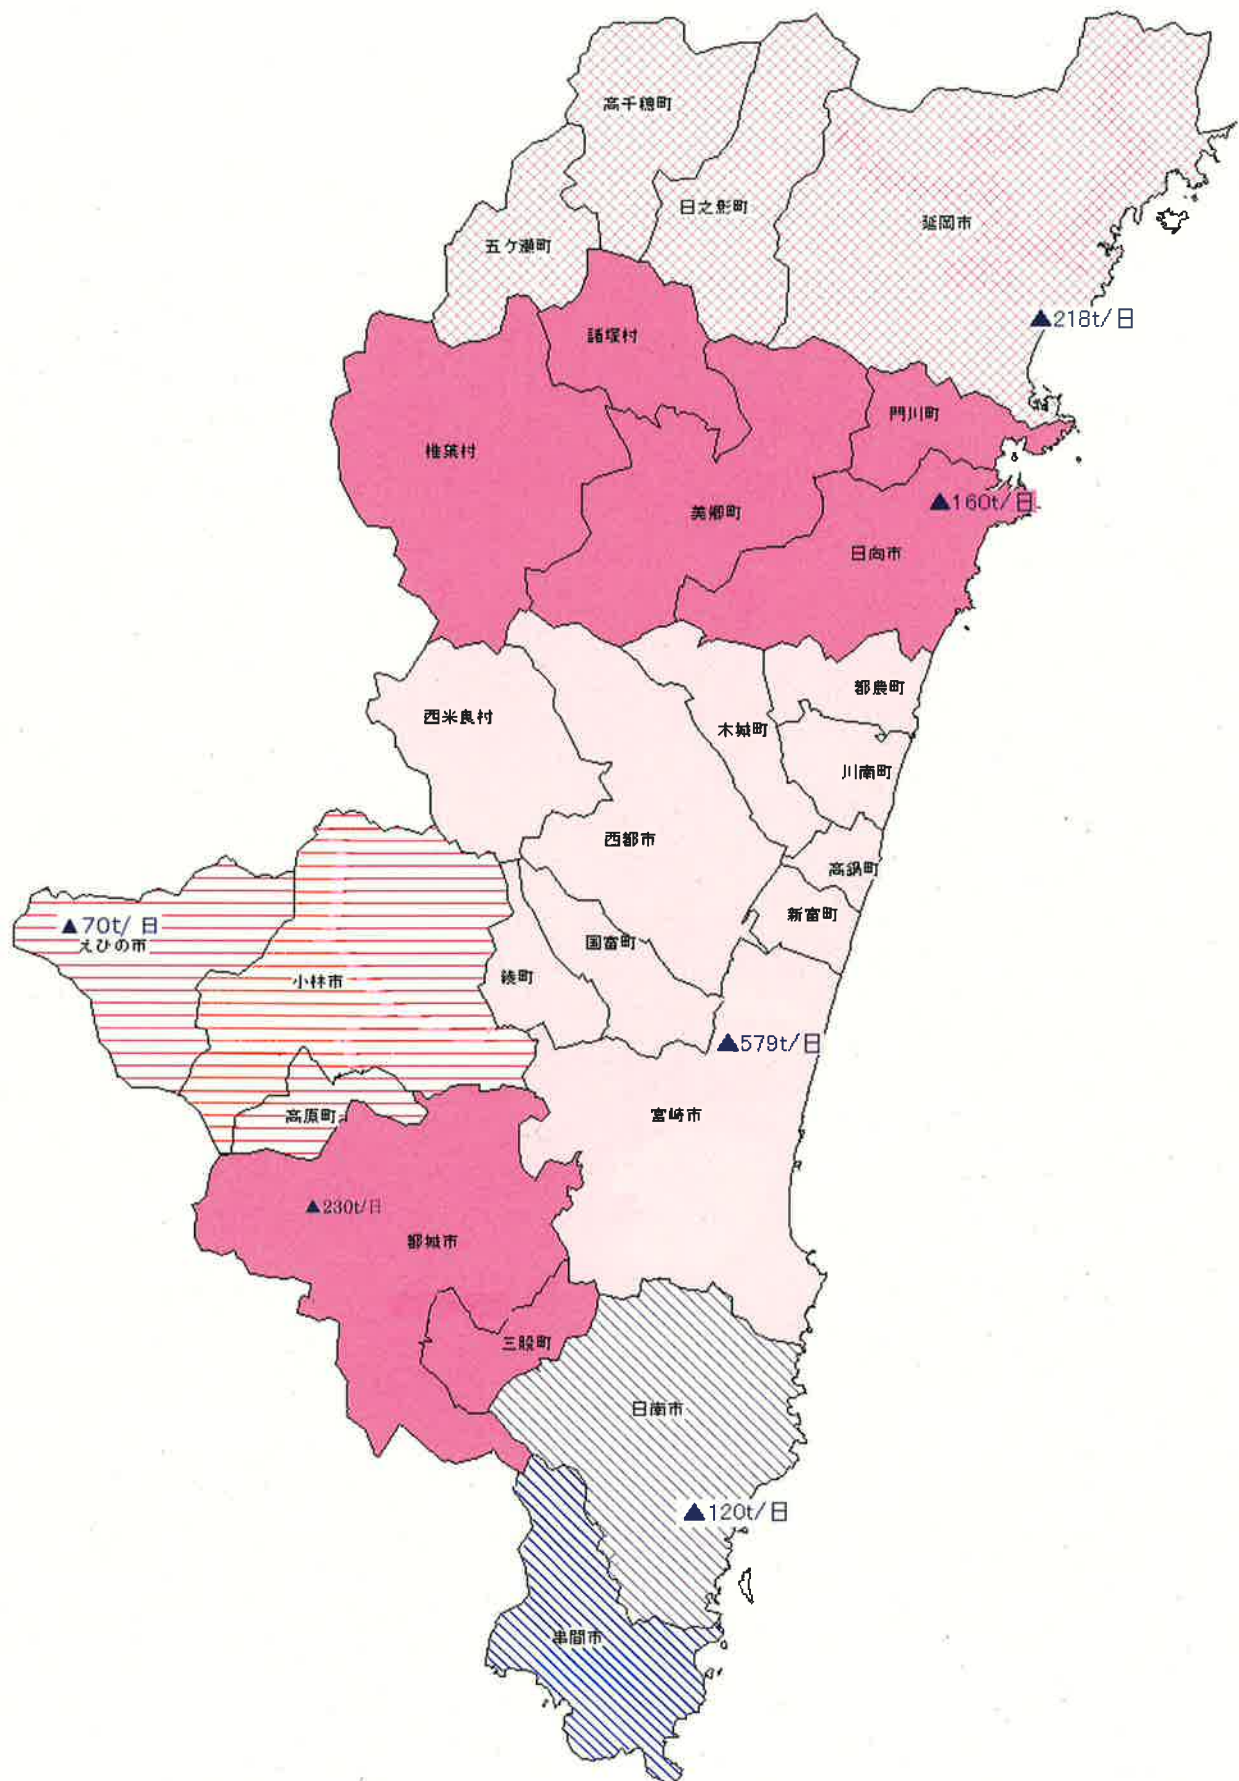 高千穂町
日之影町
延岡市
五ケ瀬町
▲218t/日
諸塚村
門川町
椎葉村
▲160t/日
美郷町
日向市
都農町
西米良村
木城町
川南町
西都市
高鍋町
新富町
▲70t/日
えびの市
国富町
綾町
小林市
▲579t/日
高原町
宮崎市
▲230t/日
都城市
三股町
日南市
▲120t/日
串間市